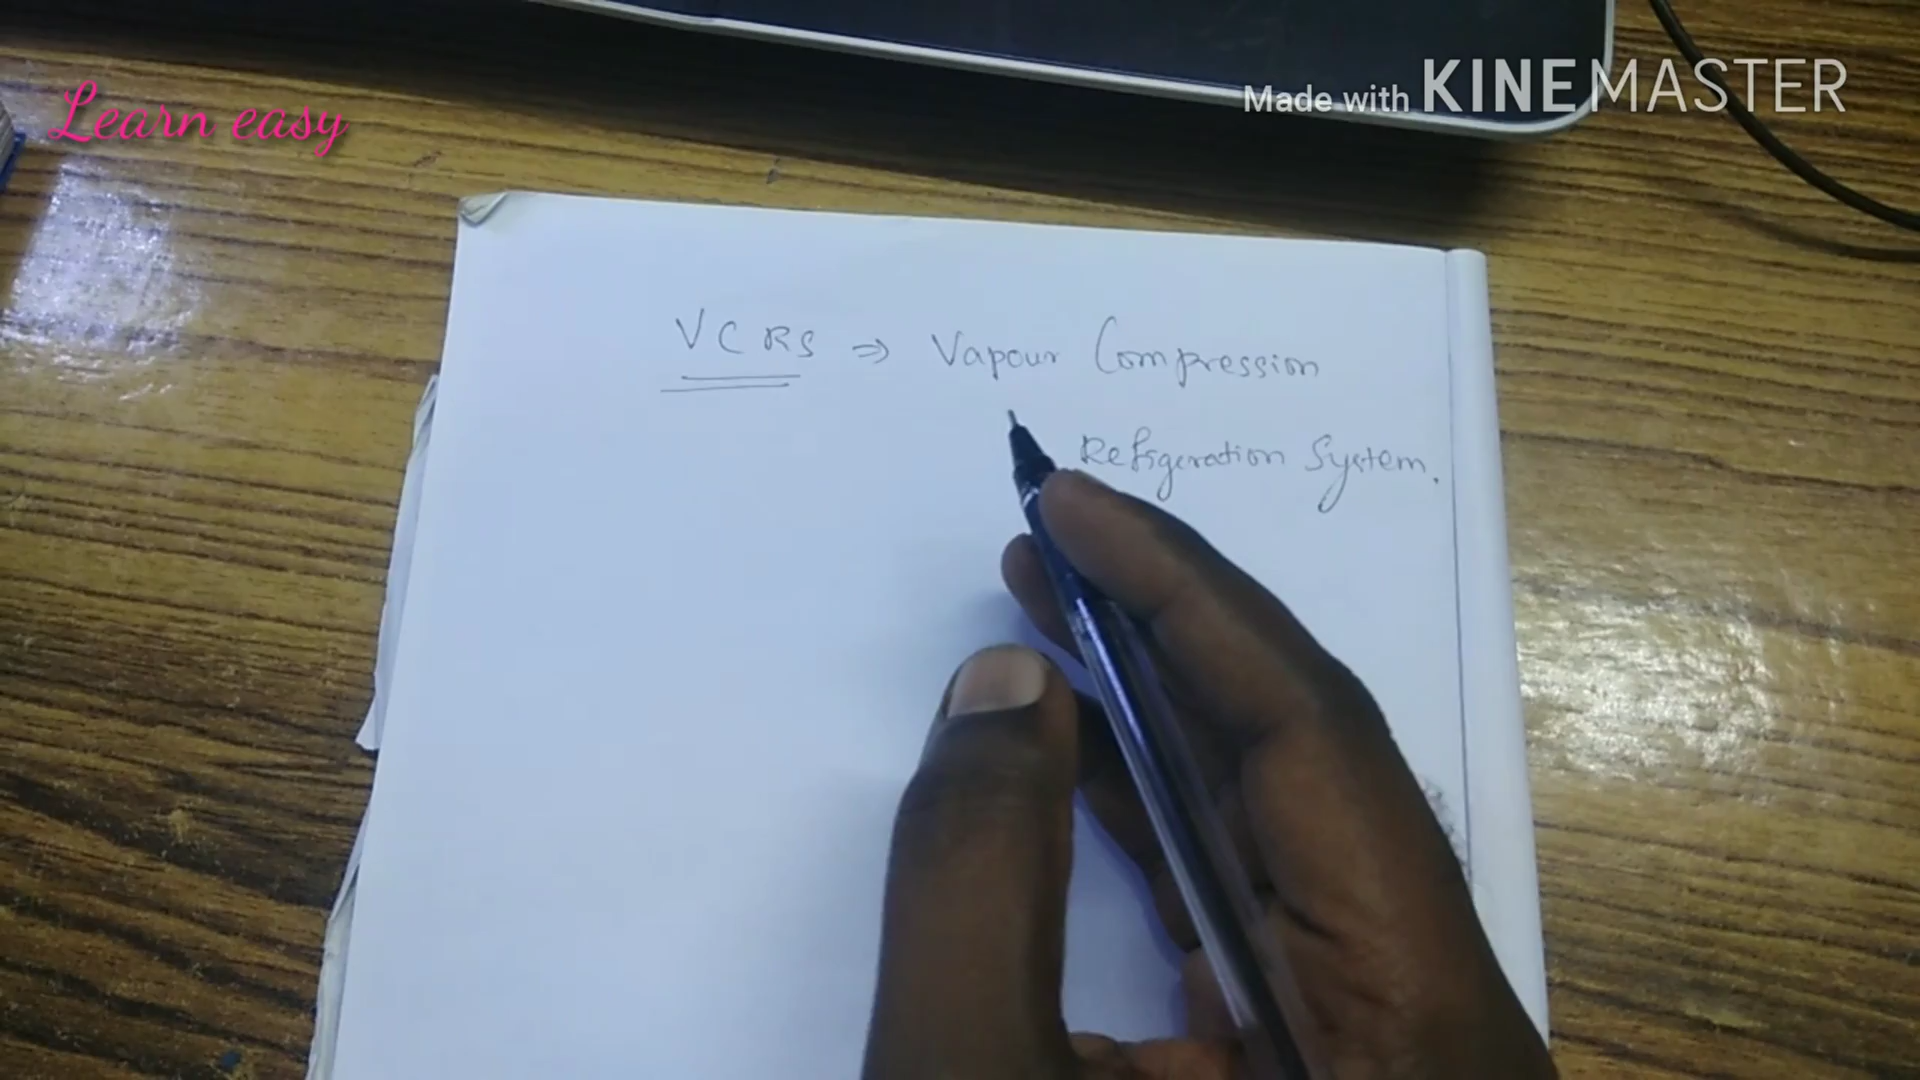 Learn easy
Made with KINEMASTER
VCRS ⇒ Vapour Compression
Refrigeration System.